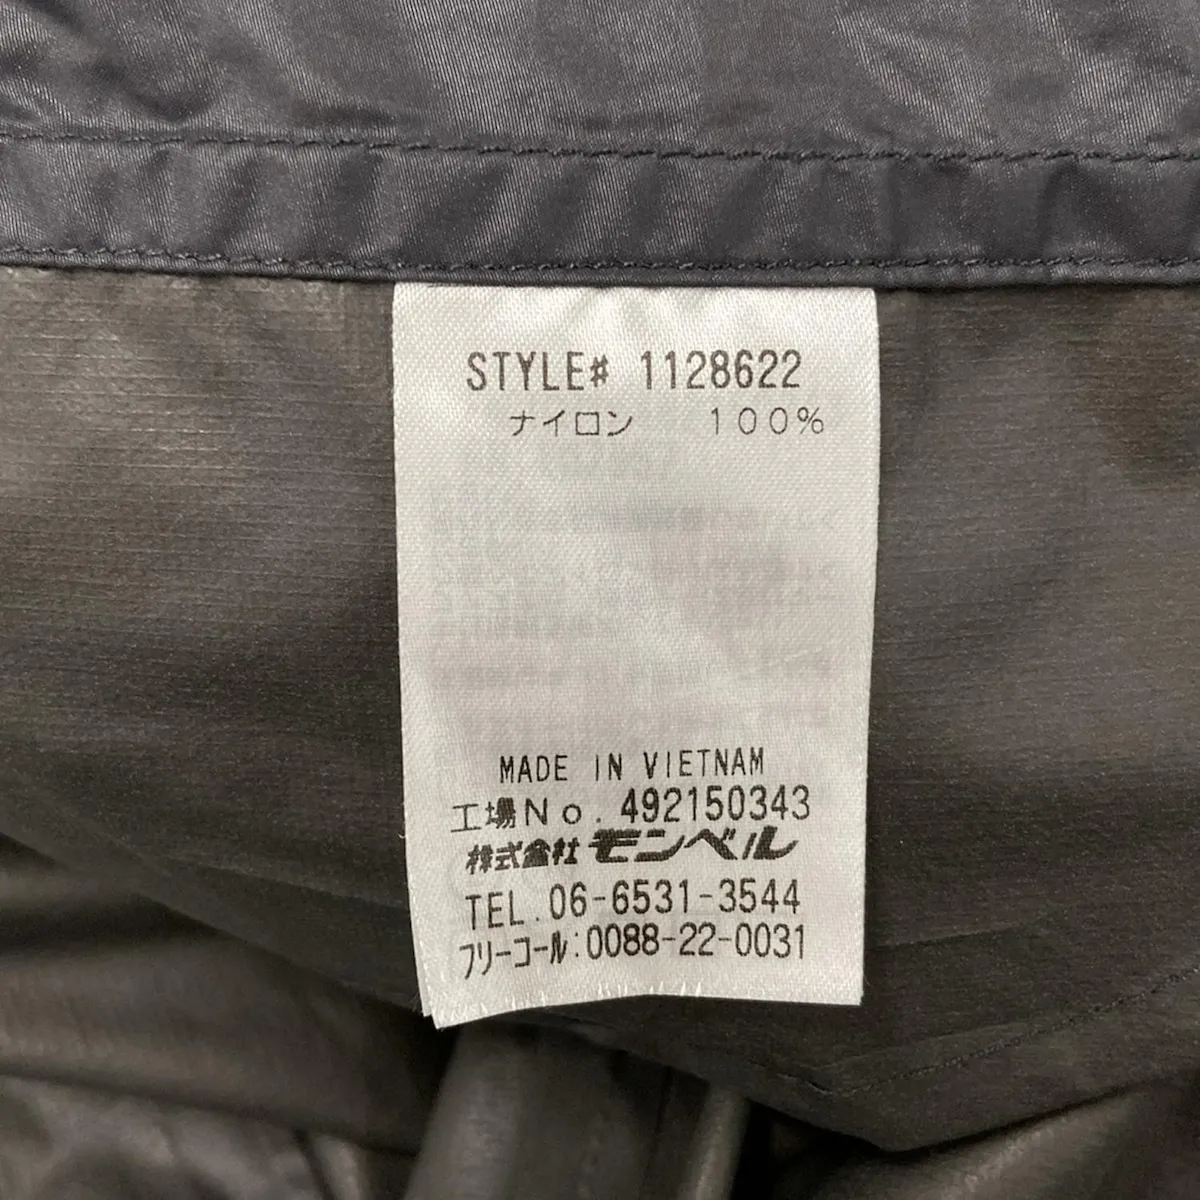 STYLE# 1128622
ナイロン 100%
MADE IN VIETNAM
工場No. 492150343
株式会社 モンベル
TEL. 06-6531-3544
フリーコール:0088-22-0031